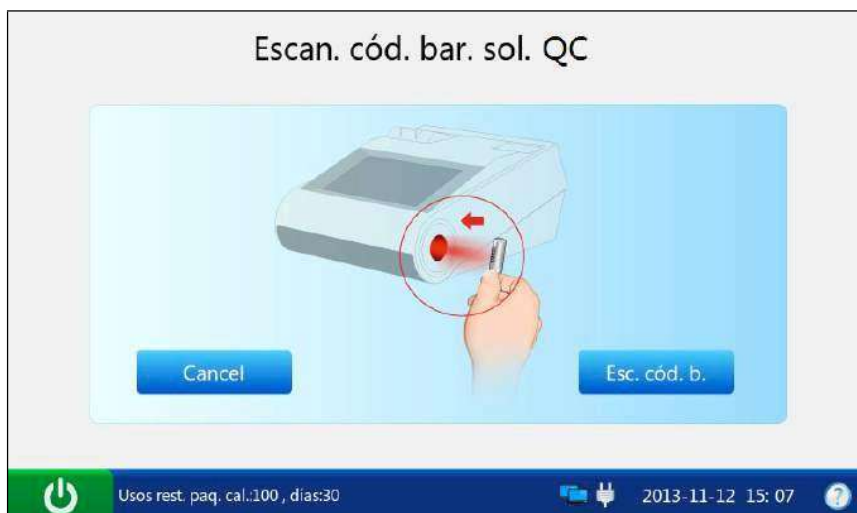 Escan. cód. bar. sol. QC
Cancel
Esc. cód. b.
Usos rest. paq. cal.:100 , días:30
2013-11-12 15: 07
?